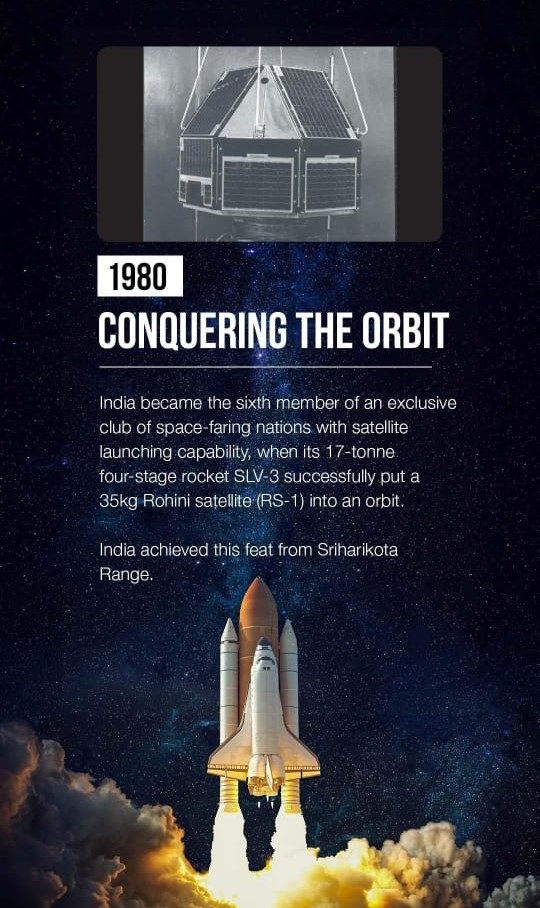 1980
CONQUERING THE ORBIT
India became the sixth member of an exclusive
club of space-faring nations with satellite
launching capability, when its 17-tonne
four-stage rocket SLV-3 successfully put a
35kg Rohini satellite (RS-1) into an orbit.
India achieved this feat from Sriharikota
Range.